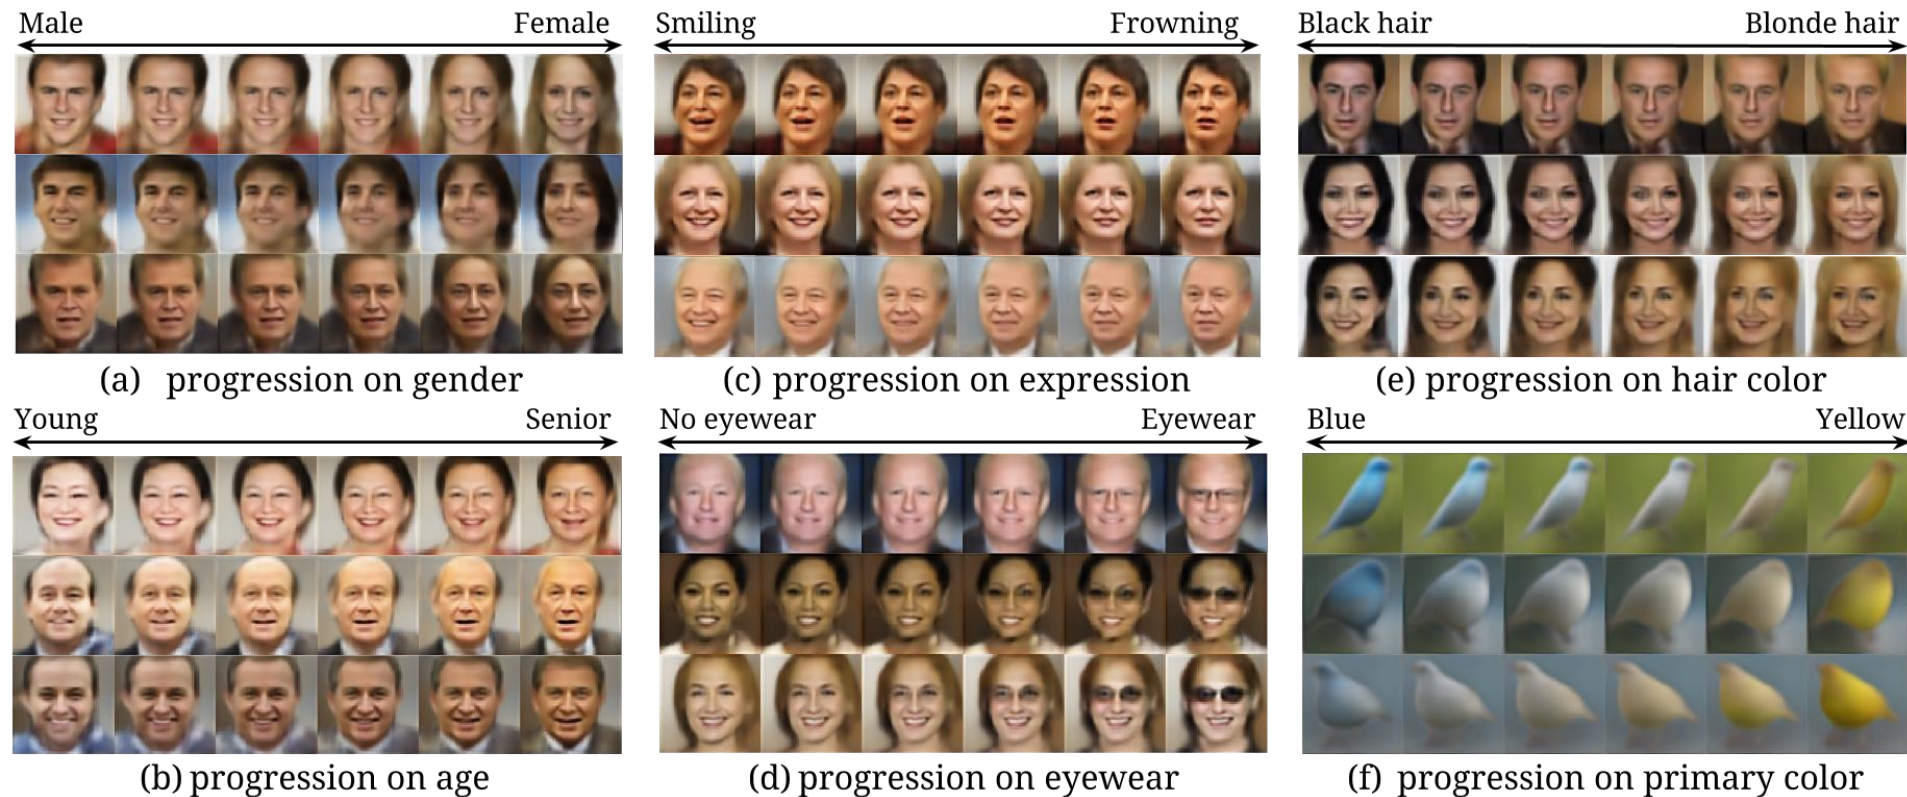 Male Female
Smiling Frowning
Black hair Blonde hair
(a) progression on gender
(c) progression on expression
(e) progression on hair color
Young Senior
No eyewear Eyewear
Blue Yellow
(b) progression on age
(d) progression on eyewear
(f) progression on primary color